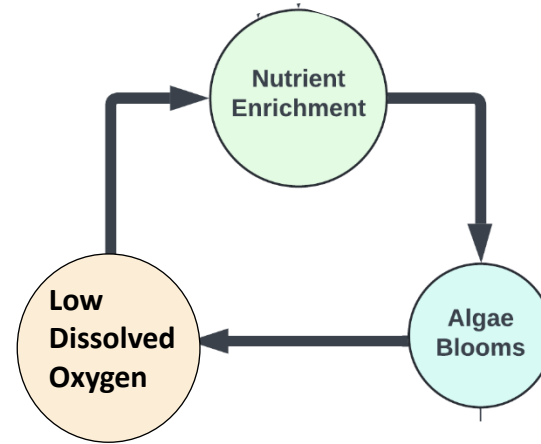 Nutrient
Enrichment
Algae
Blooms
Low
Dissolved
Oxygen